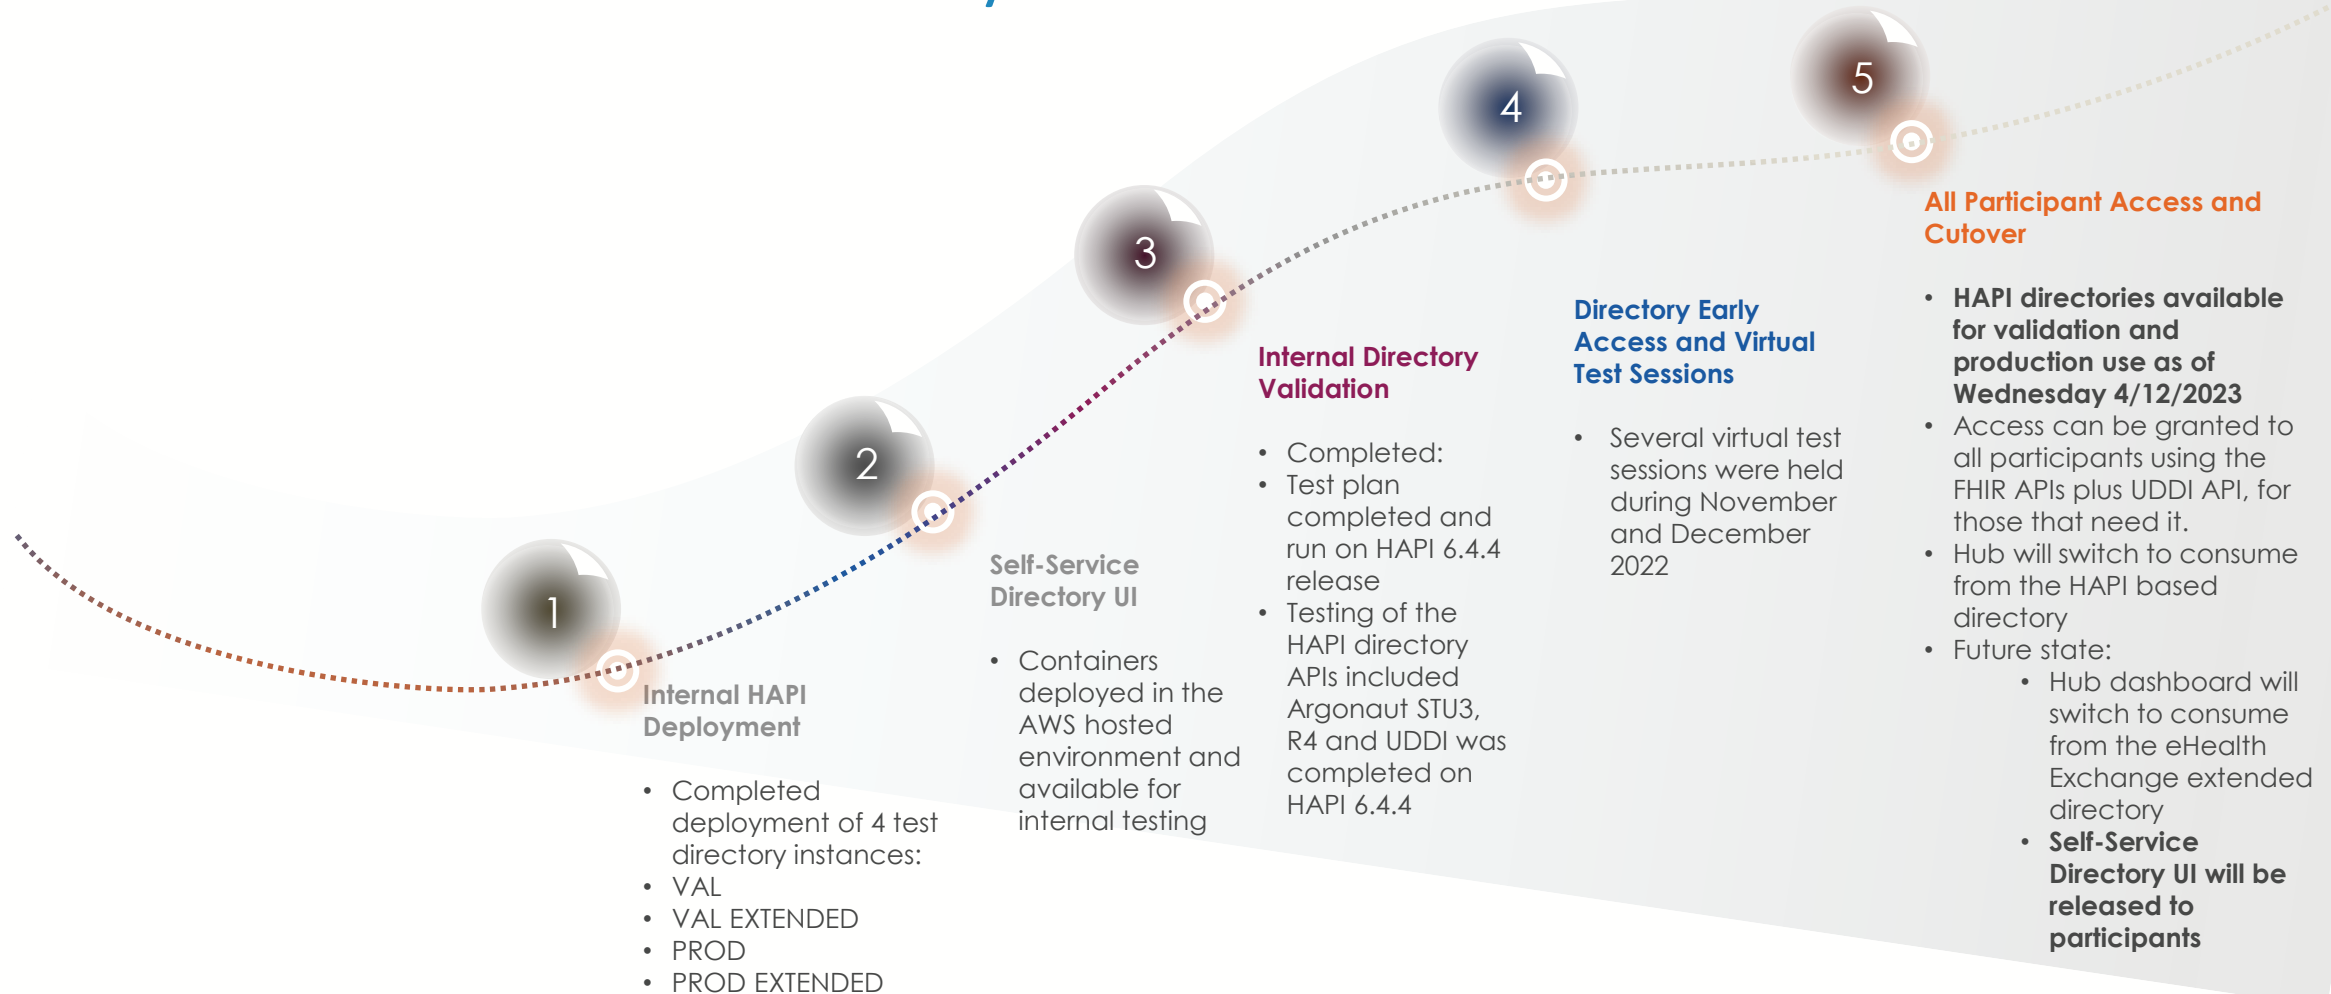 1
Internal HAPI
Deployment
• Completed
deployment of 4 test
directory instances:
• VAL
• VAL EXTENDED
• PROD
• PROD EXTENDED
2
Self-Service
Directory UI
• Containers
deployed in the
AWS hosted
environment and
available for
internal testing
3
Internal Directory
Validation
• Completed:
• Test plan
completed and
run on HAPI 6.4.4
release
• Testing of the
HAPI directory
APIs included
Argonaut STU3,
R4 and UDDI was
completed on
HAPI 6.4.4
4
Directory Early
Access and Virtual
Test Sessions
• Several virtual test
sessions were held
during November
and December
2022
5
All Participant Access and
Cutover
• HAPI directories available
for validation and
production use as of
Wednesday 4/12/2023
• Access can be granted to
all participants using the
FHIR APIs plus UDDI API, for
those that need it.
• Hub will switch to consume
from the HAPI based
directory
• Future state:
• Hub dashboard will
switch to consume
from the eHealth
Exchange extended
directory
• Self-Service
Directory UI will be
released to
participants